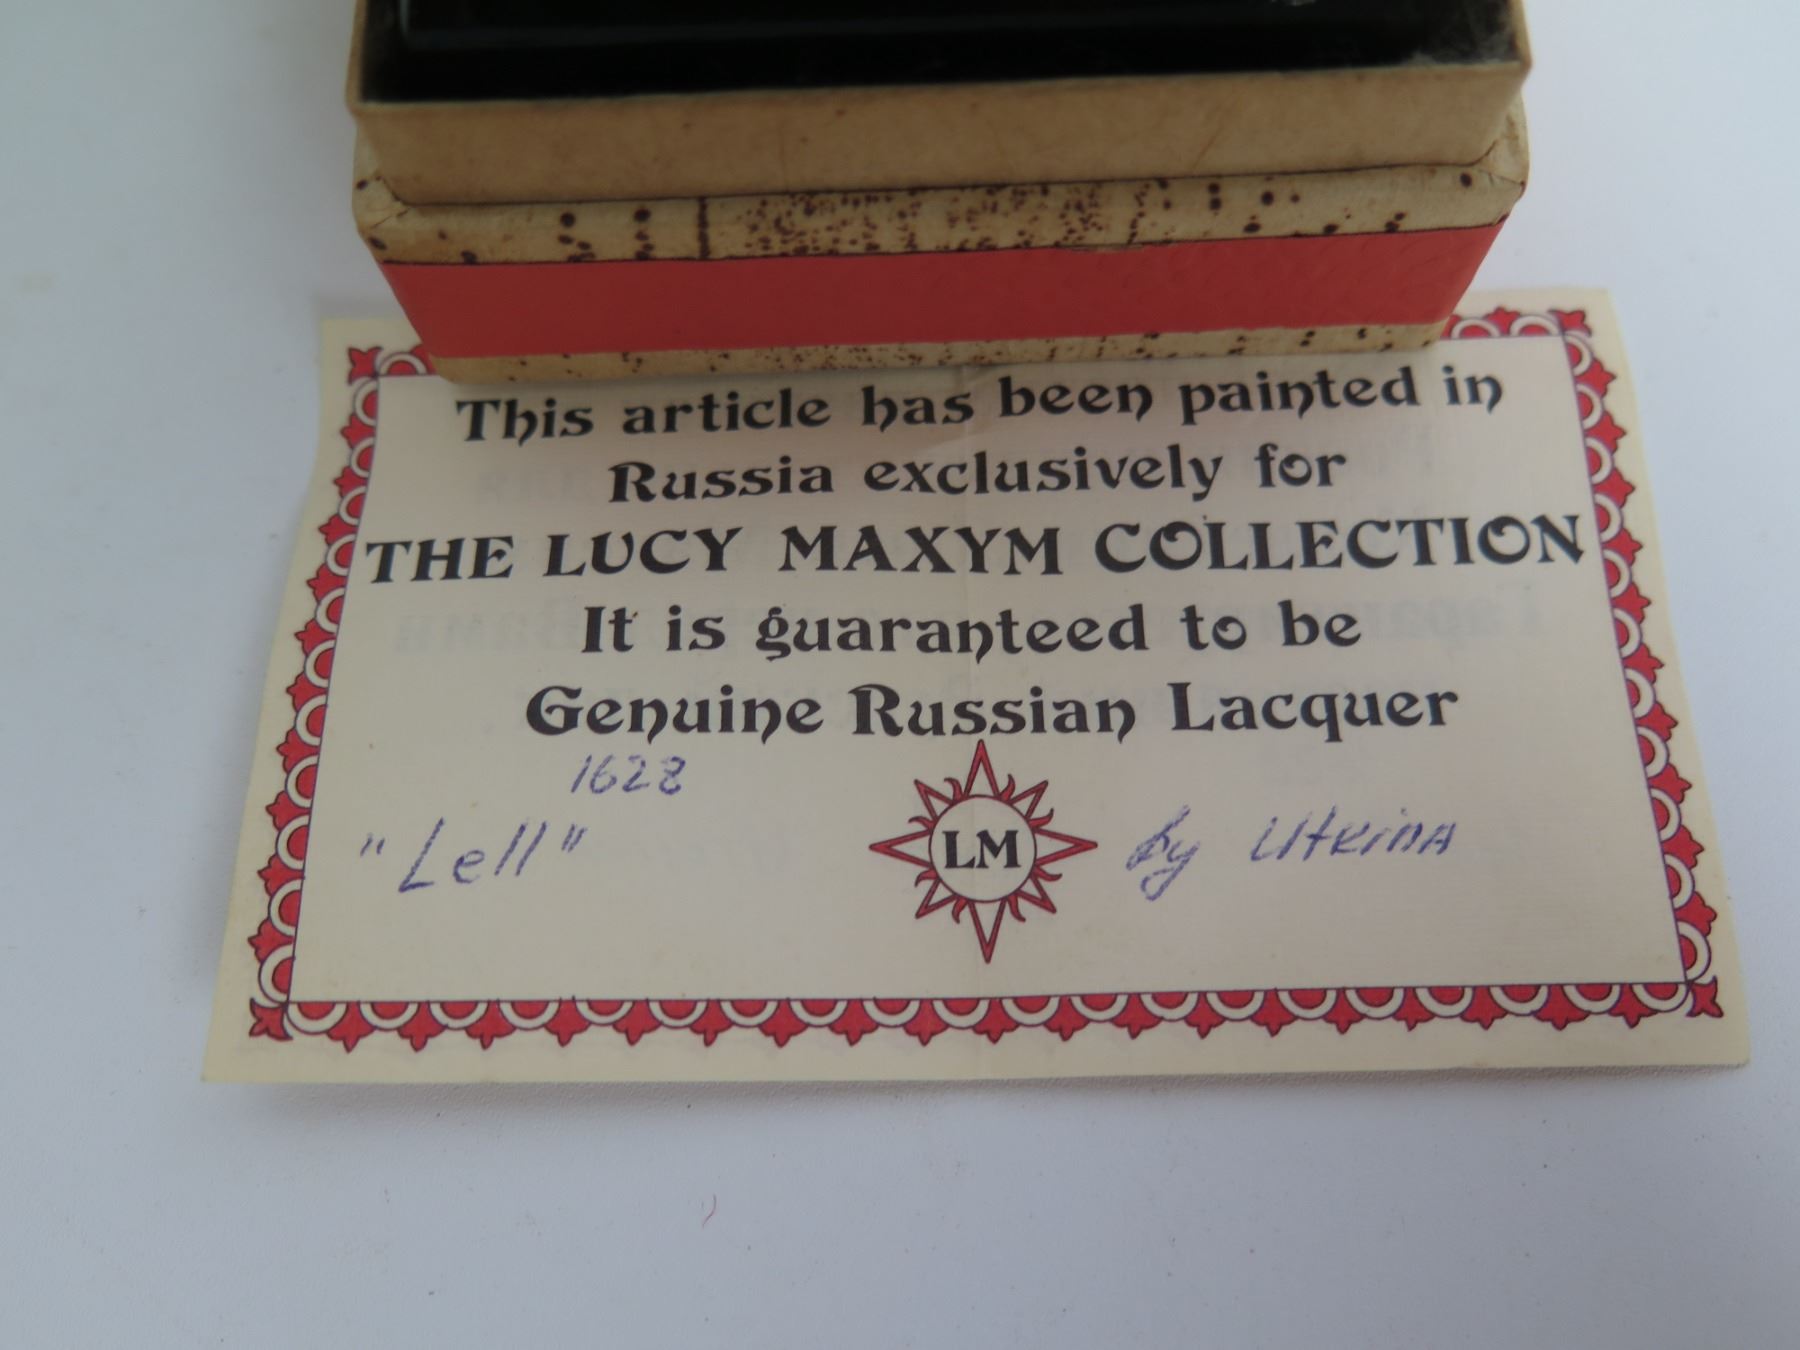 This article has been painted in
Russia exclusively for
THE LUCY MAXYM COLLECTION
It is guaranteed to be
Genuine Russian Lacquer
1628
"Lell"
LM
by Utkina